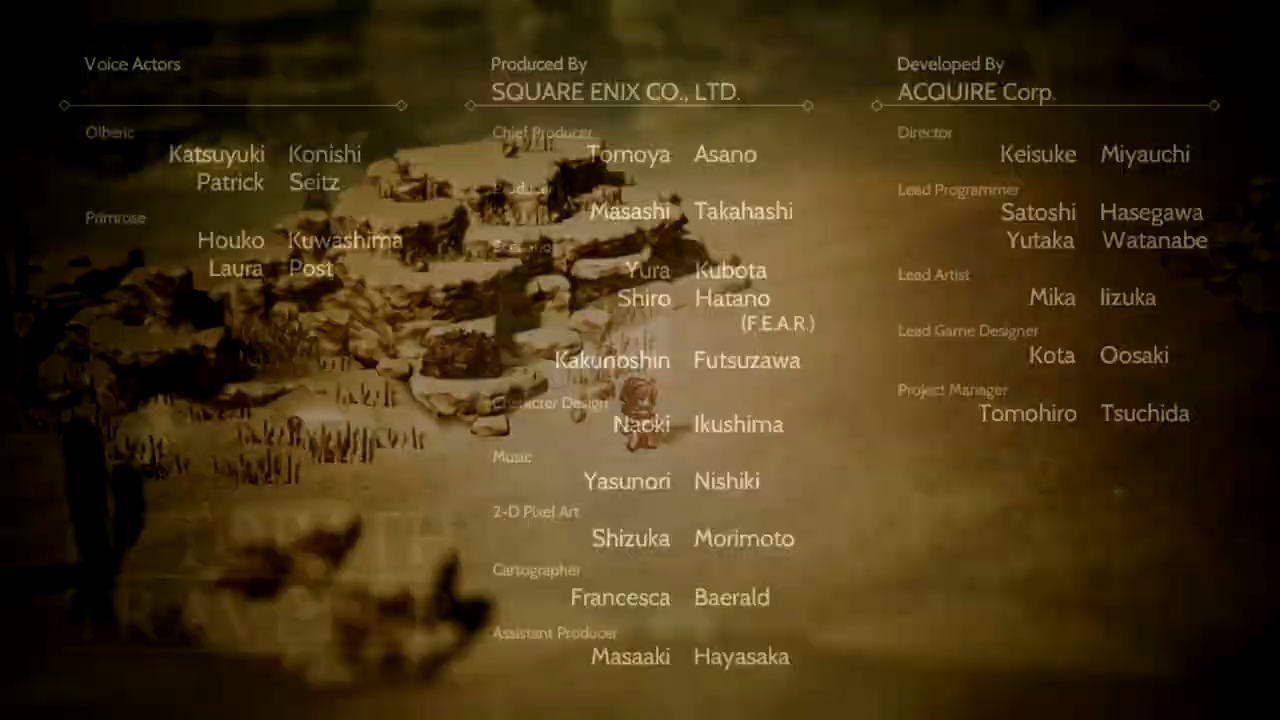 Voice Actors
Olberic
Katsuyuki Konishi
Patrick Seitz
Primrose
Houko Kuwashima
Laura Post
Produced By
SQUARE ENIX CO., LTD.
Chief Producer
Tomoya Asano
Producer
Masashi Takahashi
Yura Kubota
Shiro Hatano
(F.E.A.R.)
Kakunoshin Futsuzawa
Character Design
Naoki Ikushima
Music
Yasunori Nishiki
2-D Pixel Art
Shizuka Morimoto
Cartographer
Francesca Baerald
Assistant Producer
Masaaki Hayasaka
Developed By
ACQUIRE Corp.
Director
Keisuke Miyauchi
Lead Programmer
Satoshi Hasegawa
Yutaka Watanabe
Lead Artist
Mika Iizuka
Lead Game Designer
Kota Oosaki
Project Manager
Tomohiro Tsuchida